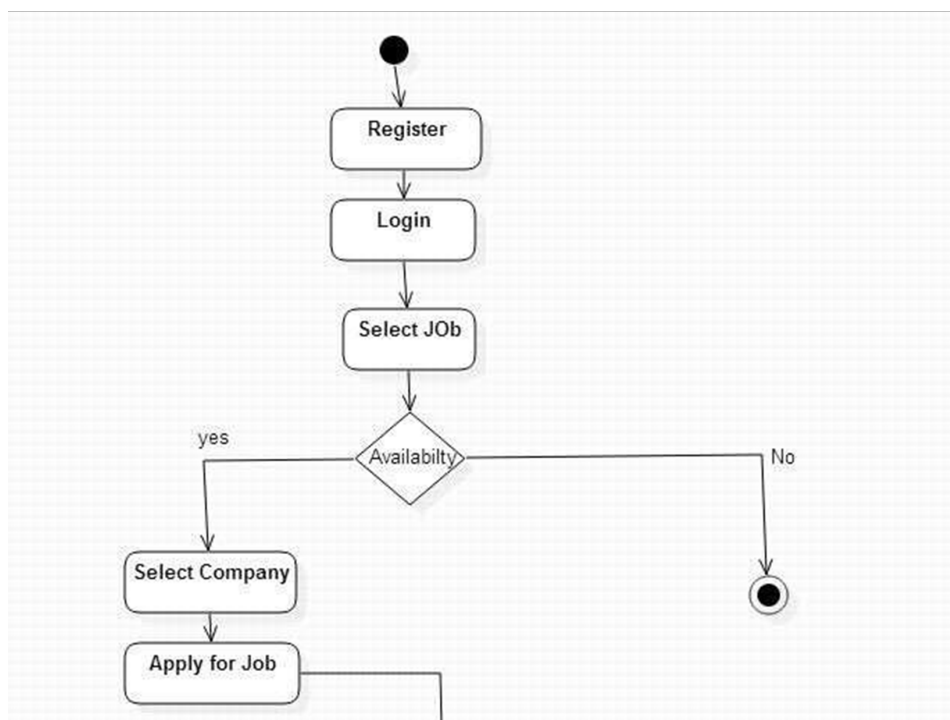 Register
Login
Select JOb
Availabilty
yes
No
Select Company
Apply for Job